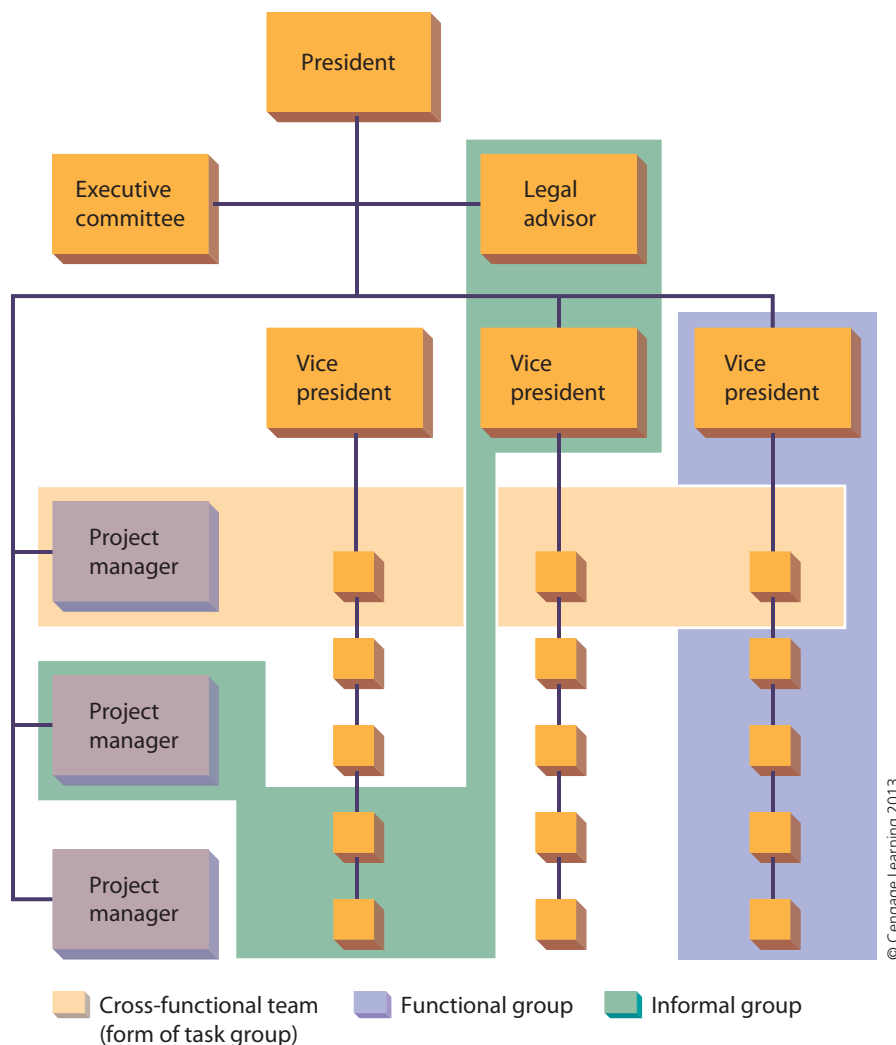 President
Executive
committee
Legal
advisor
Vice
president
Vice
president
Vice
president
Project
manager
Project
manager
Project
manager
© Cengage Learning 2013
Cross-functional team
(form of task group)
Functional group
Informal group